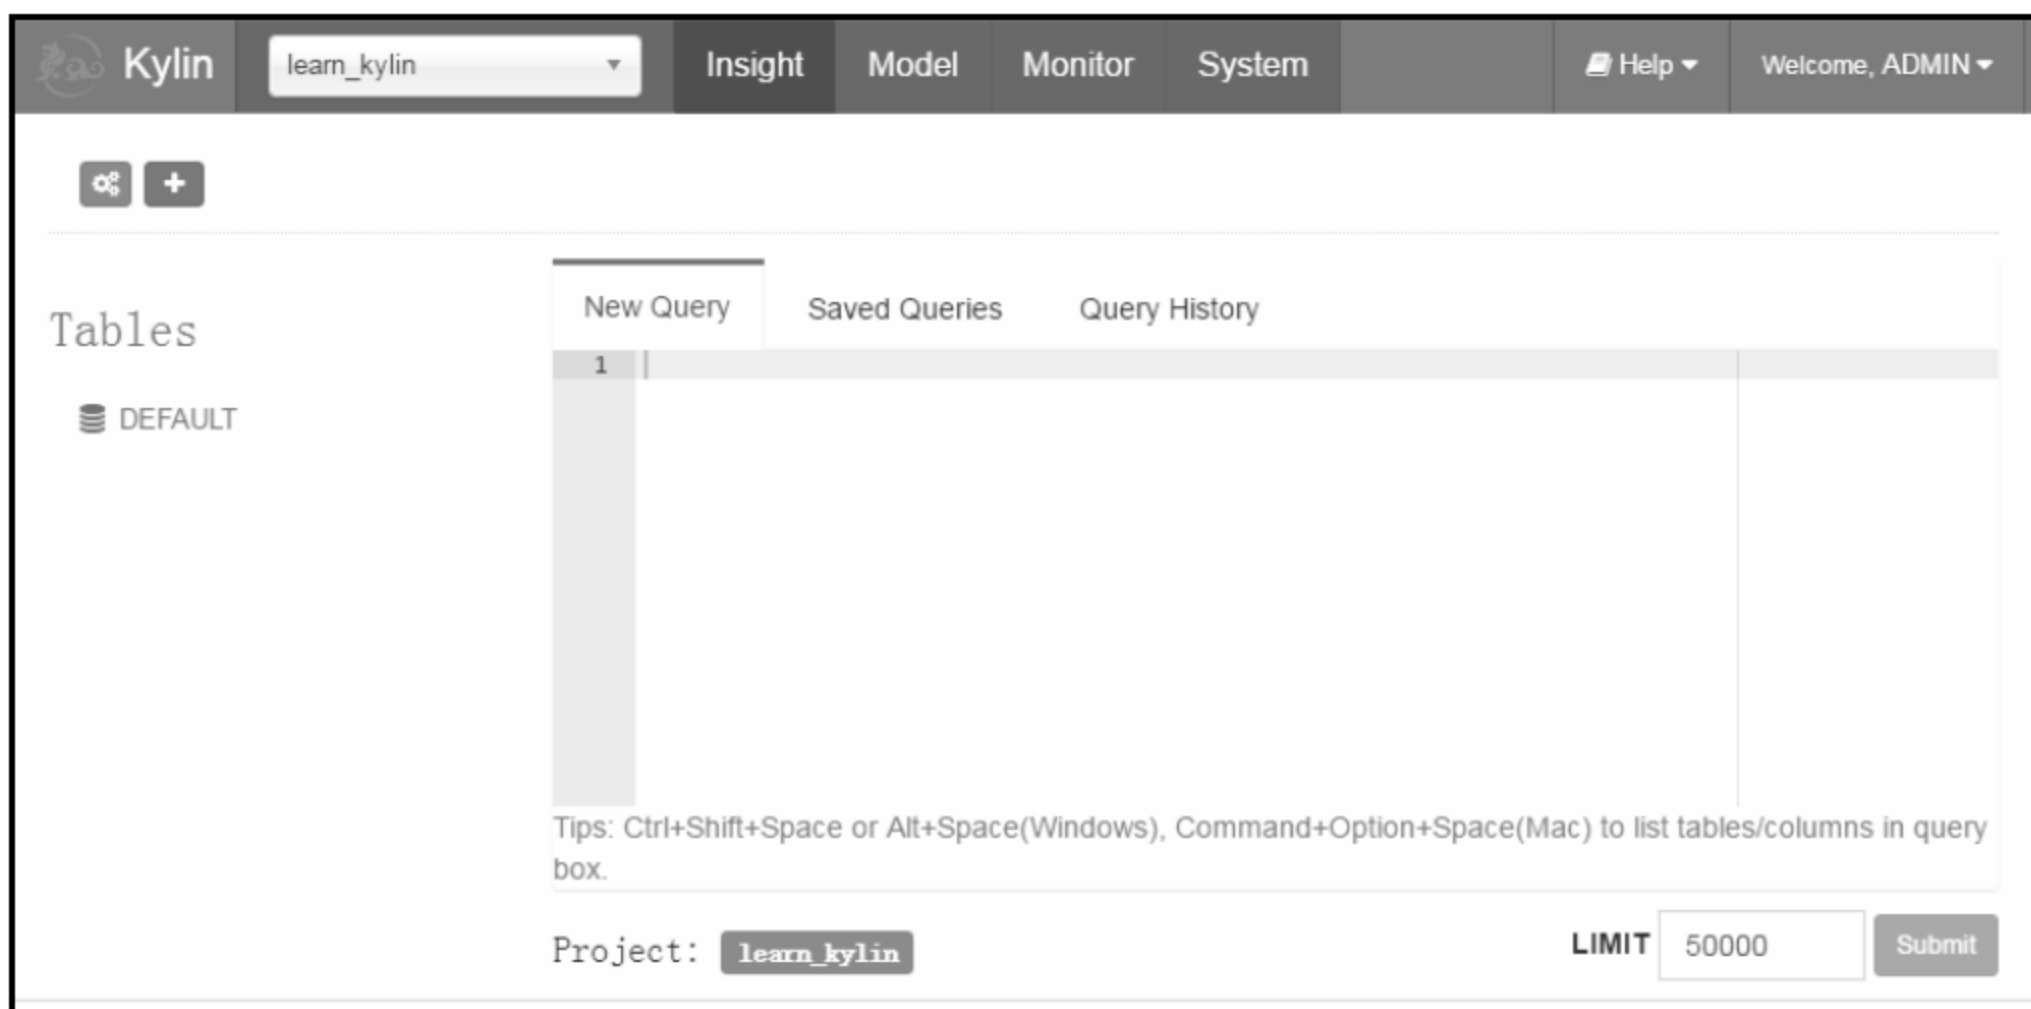 Kylin learn_kylin Insight Model Monitor System Help Welcome, ADMIN
New Query Saved Queries Query History
Tables
1
DEFAULT
Tips: Ctrl+Shift+Space or Alt+Space(Windows), Command+Option+Space(Mac) to list tables/columns in query
box.
Project: learn_kylin LIMIT 50000 Submit